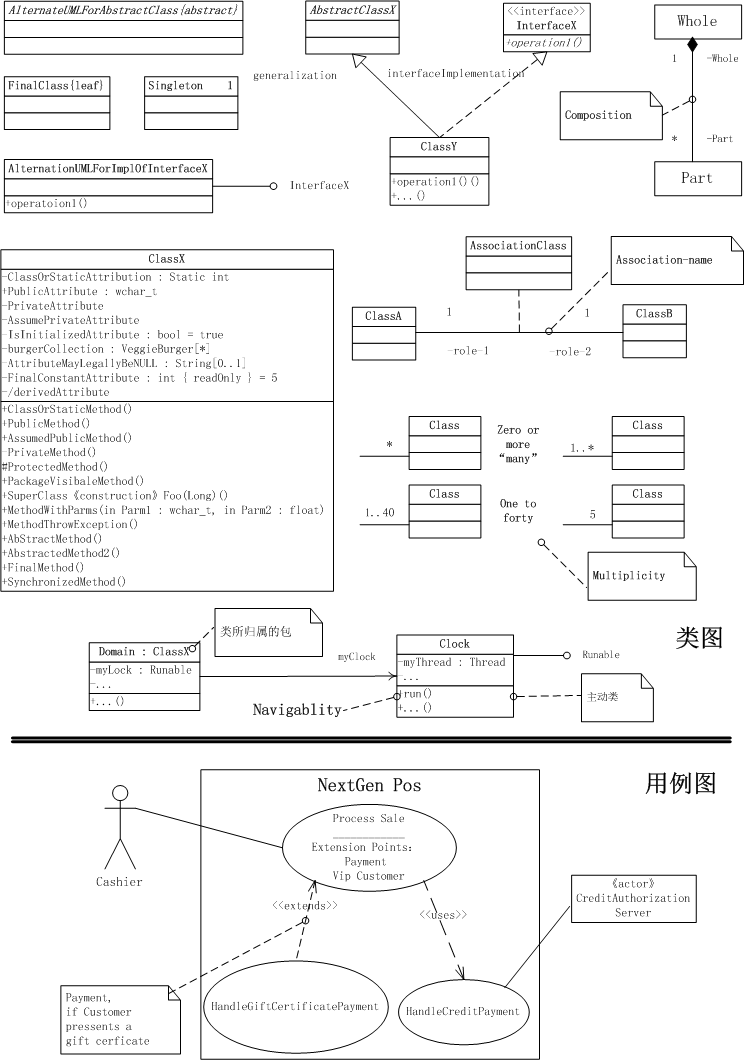 AlternateUMLForAbstractClass{abstract}
AbstractClassX
<<interface>>
InterfaceX
+operation1()
Whole
generalization
interfaceImplementation
1
-Whole
FinalClass{leaf}
Singleton 1
Composition
*
-Part
Part
ClassY
+operation1()()
+...()
AlternationUMLForImplOfInterfaceX
+operatoion1()
InterfaceX
ClassX
-ClassOrStaticAttribution : Static int
+PublicAttribute : wchar_t
-PrivateAttribute
-AssumePrivateAttribute
-IsInitializedAttribute : bool = true
-burgerCollection : VeggieBurger[*]
-AttributeMayLegallyBeNULL : String[0..1]
-FinalConstantAttribute : int { readOnly } = 5
-/derivedAttribute
+ClassOrStaticMethod()
+PublicMethod()
+AssumedPublicMethod()
-PrivateMethod()
#ProtectedMethod()
+PackageVisibaleMethod()
+SuperClass《construction》Foo(Long)()
+MethodWithParms(in Parm1 : wchar_t, in Parm2 : float)
+MethodThrowException()
+AbStractMethod()
+AbstractedMethod2()
+FinalMethod()
+SynchronizedMethod()
AssociationClass
Association-name
ClassA
1
1
ClassB
-role-1
-role-2
*
Class
Zero or
more
“many”
1..*
Class
1..40
Class
One to
forty
5
Class
Multiplicity
类图
类所归属的包
Domain : ClassX
-myLock : Runable
-...
+...()
myClock
Clock
-myThread : Thread
-...
+run()
+...()
Runable
Navigablity
主动类
用例图
NextGen Pos
Process Sale
Extension Points:
Payment
Vip Customer
Cashier
<<extends>>
<<uses>>
《actor》
CreditAuthorization
Server
HandleGiftCertificatePayment
HandleCreditPayment
Payment,
if Customer
pressents a
gift cerficate